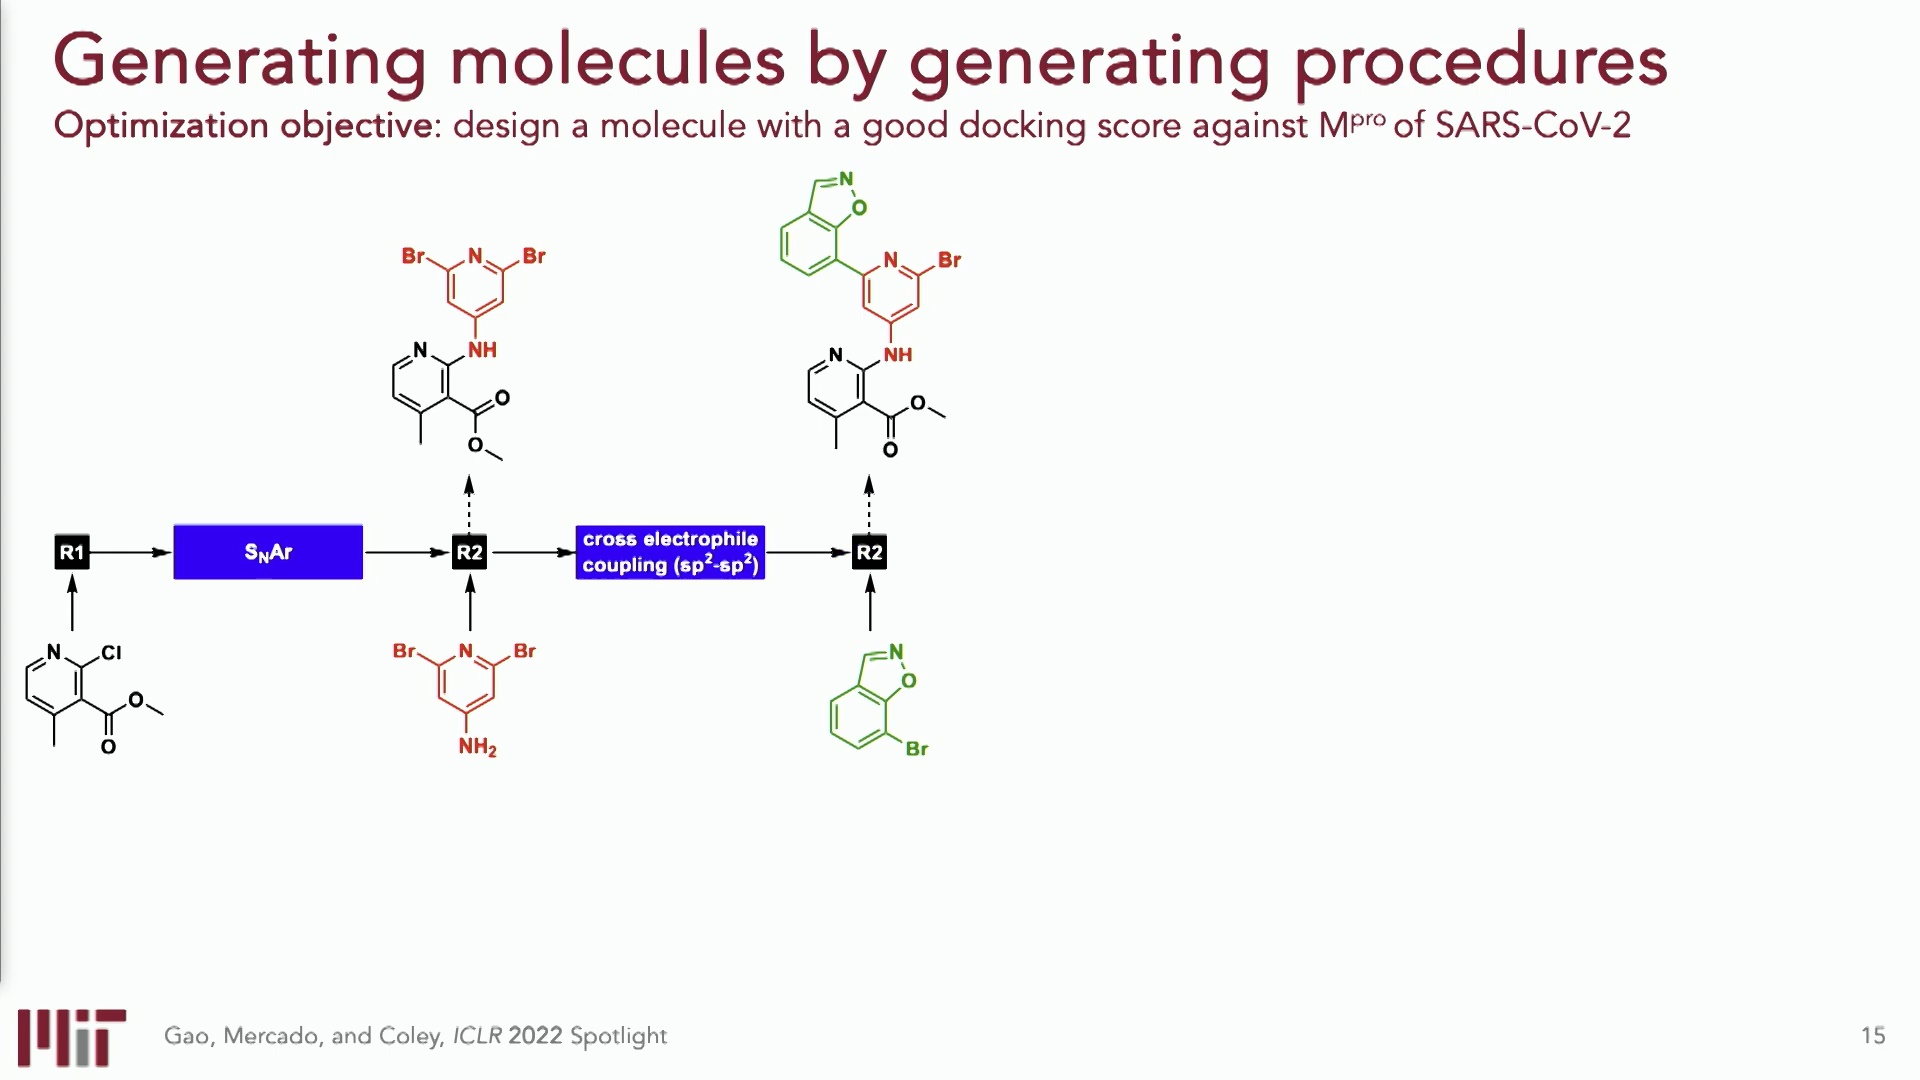 Generating molecules by generating procedures
Optimization objective: design a molecule with a good docking score against Mᵖʳᵒ of SARS-CoV-2
N
O
Br N Br
N Br
NH
NH
N
N
O
O
O
O
R1
SNAr
R2
cross electrophile
coupling (sp²-sp²)
R2
N Cl
O
O
Br N Br
NH₂
N
O
Br
MIT
Gao, Mercado, and Coley, ICLR 2022 Spotlight
15